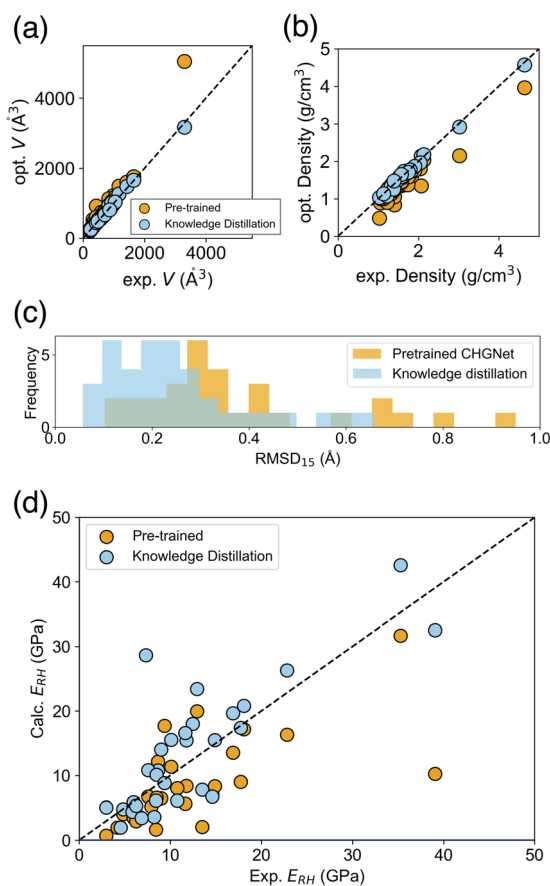 (a)
opt. V (Å³)
4000
2000
0
0
2000
4000
exp. V (Å³)
Pre-trained
Knowledge Distillation
(b)
opt. Density (g/cm³)
5
4
3
2
1
0
0
2
4
exp. Density (g/cm³)
(c)
Frequency
5
0
0.0
0.2
0.4
0.6
0.8
1.0
RMSD₁₅ (Å)
Pretrained CHGNet
Knowledge distillation
(d)
Calc. E_RH (GPa)
50
40
30
20
10
0
0
10
20
30
40
50
Exp. E_RH (GPa)
Pre-trained
Knowledge Distillation